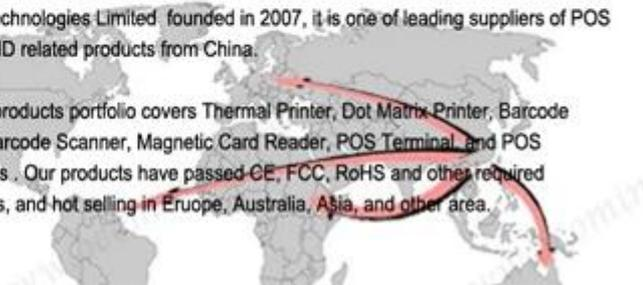 chnologies Limited founded in 2007, it is one of leading suppliers of POS
D related products from China.
products portfolio covers Thermal Printer, Dot Matrix Printer, Barcode
arcode Scanner, Magnetic Card Reader, POS Terminal, and POS
s . Our products have passed CE, FCC, RoHS and other required
s, and hot selling in Eruope, Australia, Asia, and other area.